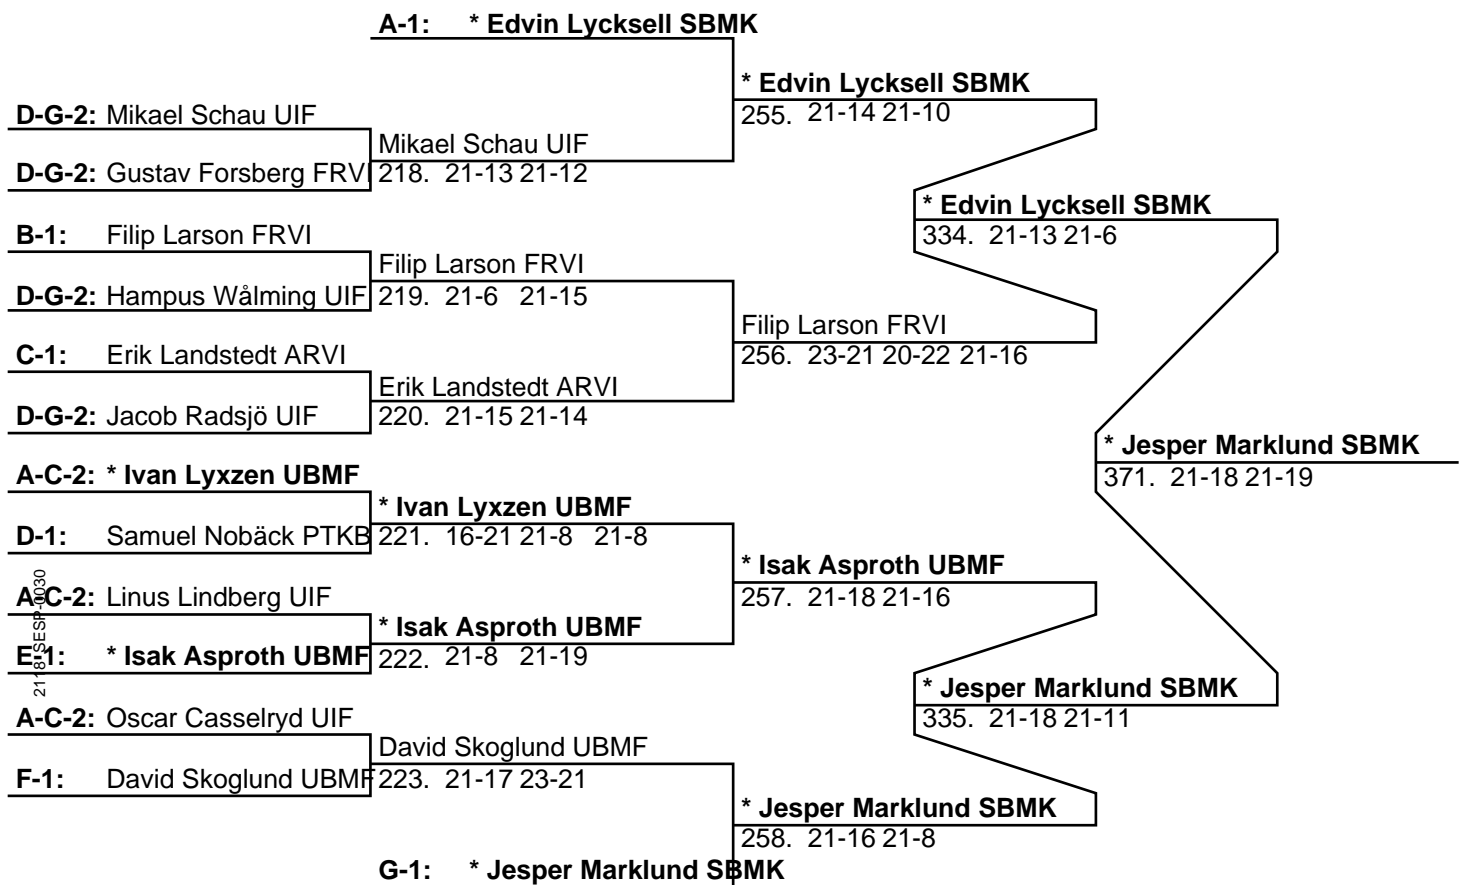 A-1: * Edvin Lycksell SBMK
* Edvin Lycksell SBMK
255. 21-14 21-10
D-G-2: Mikael Schau UIF
Mikael Schau UIF
D-G-2: Gustav Forsberg FRVI
218. 21-13 21-12
* Edvin Lycksell SBMK
334. 21-13 21-6
B-1: Filip Larson FRVI
Filip Larson FRVI
D-G-2: Hampus Wålming UIF
219. 21-6 21-15
Filip Larson FRVI
256. 23-21 20-22 21-16
C-1: Erik Landstedt ARVI
Erik Landstedt ARVI
D-G-2: Jacob Radsjö UIF
220. 21-15 21-14
* Jesper Marklund SBMK
371. 21-18 21-19
A-C-2: * Ivan Lyxzen UBMF
* Ivan Lyxzen UBMF
D-1: Samuel Nobäck PTKB
221. 16-21 21-8 21-8
* Isak Asproth UBMF
257. 21-18 21-16
A-C-2: Linus Lindberg UIF
* Isak Asproth UBMF
E-1: * Isak Asproth UBMF
222. 21-8 21-19
* Jesper Marklund SBMK
335. 21-18 21-11
A-C-2: Oscar Casselryd UIF
David Skoglund UBMF
F-1: David Skoglund UBMF
223. 21-17 23-21
* Jesper Marklund SBMK
258. 21-16 21-8
G-1: * Jesper Marklund SBMK